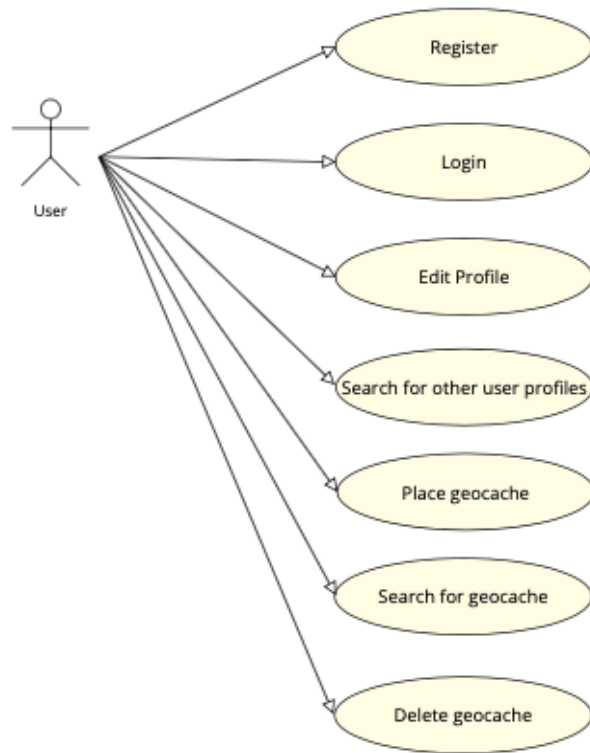 Register
Login
User
Edit Profile
Search for other user profiles
Place geocache
Search for geocache
Delete geocache